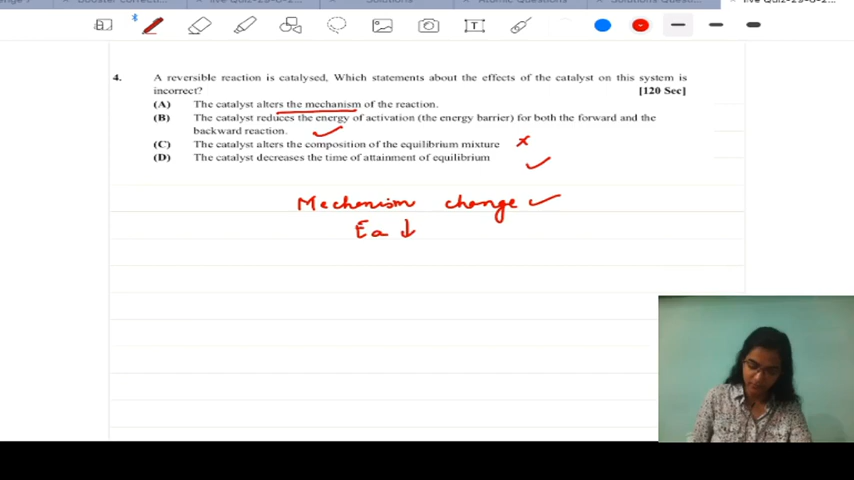 Solutions
Atomic Questions
4. A reversible reaction is catalysed, Which statements about the effects of the catalyst on this system is
incorrect? [120 Sec]
(A) The catalyst alters the mechanism of the reaction.
(B) The catalyst reduces the energy of activation (the energy barrier) for both the forward and the
backward reaction. ✓
(C) The catalyst alters the composition of the equilibrium mixture ×
(D) The catalyst decreases the time of attainment of equilibrium ✓
Mechanism change ✓
Ea ↓